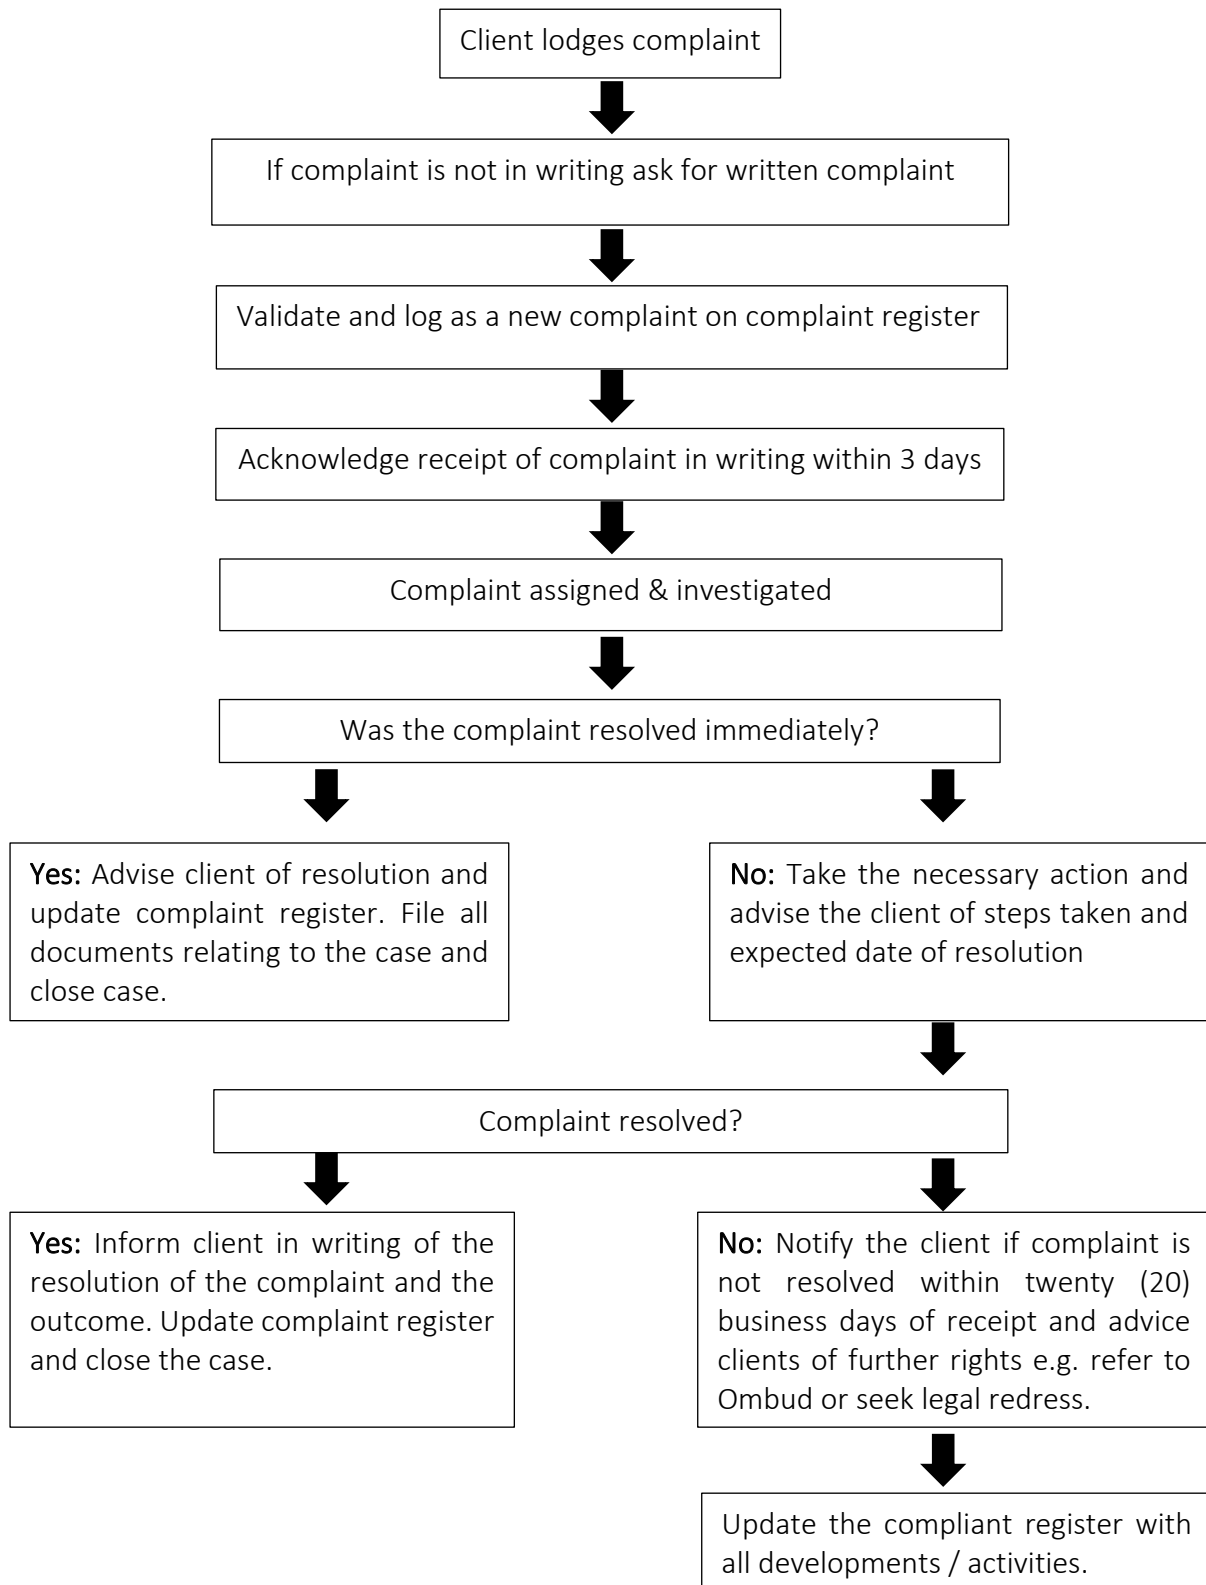 Client lodges complaint
If complaint is not in writing ask for written complaint
Validate and log as a new complaint on complaint register
Acknowledge receipt of complaint in writing within 3 days
Complaint assigned & investigated
Was the complaint resolved immediately?
Yes: Advise client of resolution and
update complaint register. File all
documents relating to the case and
close case.
No: Take the necessary action and
advise the client of steps taken and
expected date of resolution
Complaint resolved?
Yes: Inform client in writing of the
resolution of the complaint and the
outcome. Update complaint register
and close the case.
No: Notify the client if complaint is
not resolved within twenty (20)
business days of receipt and advice
clients of further rights e.g. refer to
Ombud or seek legal redress.
Update the compliant register with
all developments / activities.